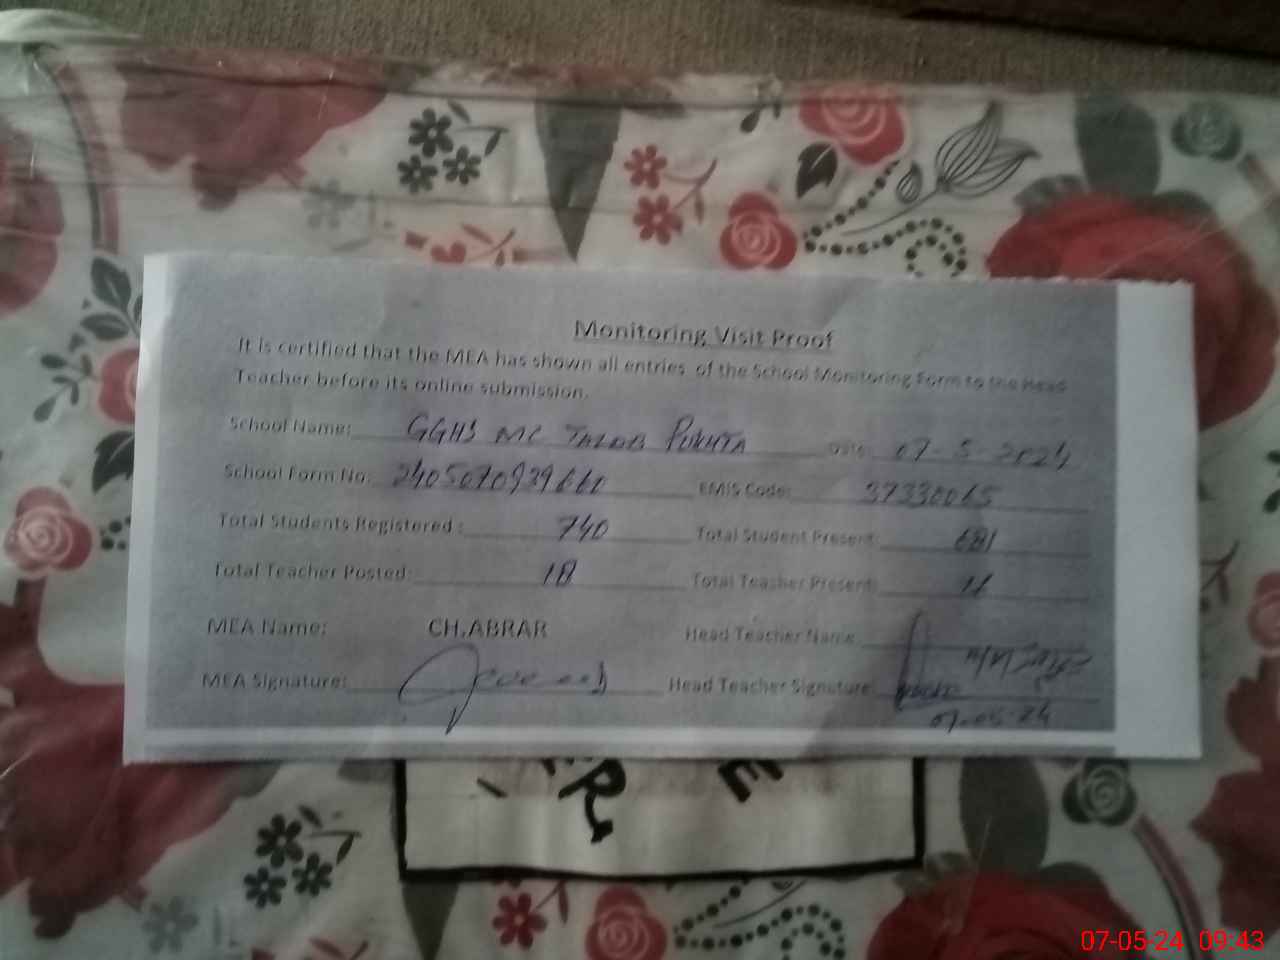 Monitoring Visit Proof
It is certified that the MEA has shown all entries of the School Monitoring Form to the Head
Teacher before its online submission.
School Name: GGHS MC TALAB PUKHTA Date: 07-5-2024
School Form No: EMIS Code: 37330065
Total Students Registered: 740 Total Student Present: 681
Total Teacher Posted: 18 Total Teacher Present:
MEA Name: CH.ABRAR Head Teacher Name
MEA Signature: Head Teacher Signature:
07-05-24
07-05-24 09:43